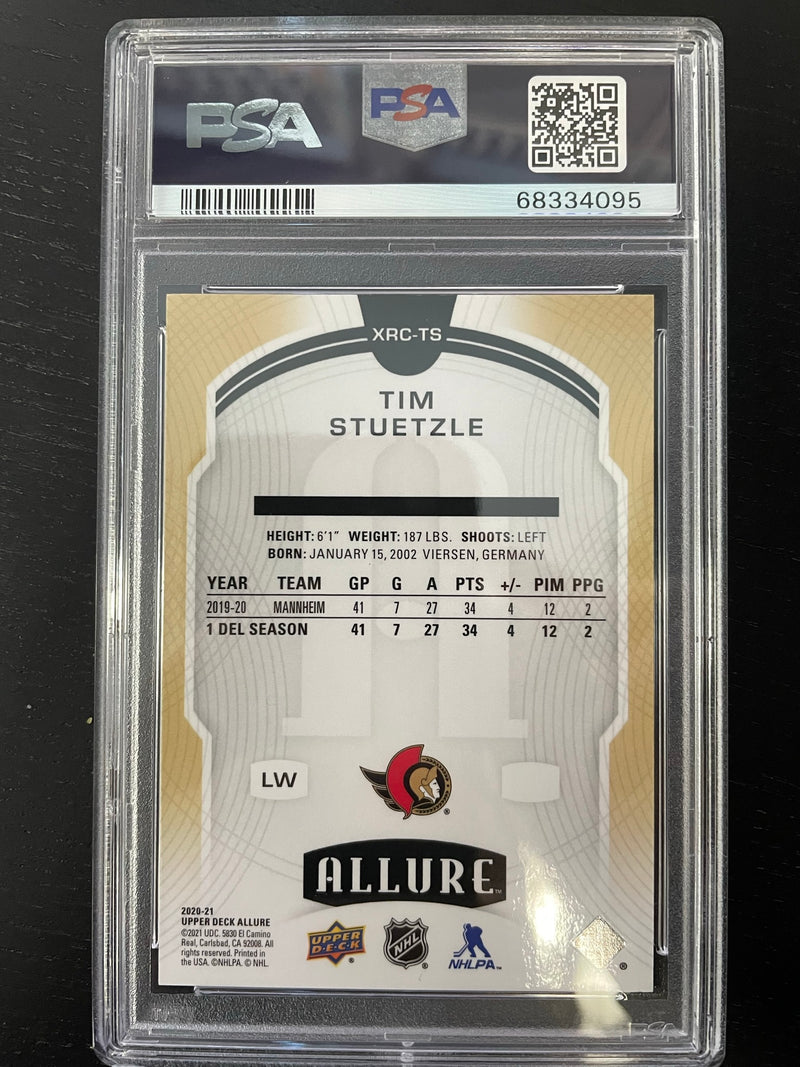 PSA PSA
68334095
XRC-TS
TIM
STUETZLE
HEIGHT: 6'1" WEIGHT: 187 LBS. SHOOTS: LEFT
BORN: JANUARY 15, 2002 VIERSEN, GERMANY
YEAR TEAM GP G A PTS +/- PIM PPG
2019-20 MANNHEIM 41 7 27 34 4 12 2
1 DEL SEASON 41 7 27 34 4 12 2
LW
®
ALLURE™
2020-21
UPPER DECK ALLURE
©2021 UDC. 5830 El Camino
Real, Carlsbad, CA 92008. All
rights reserved. Printed in
the USA. ©NHLPA. © NHL.
UPPER
DECK ®
NHL ®
NHLPA™
®
PSA